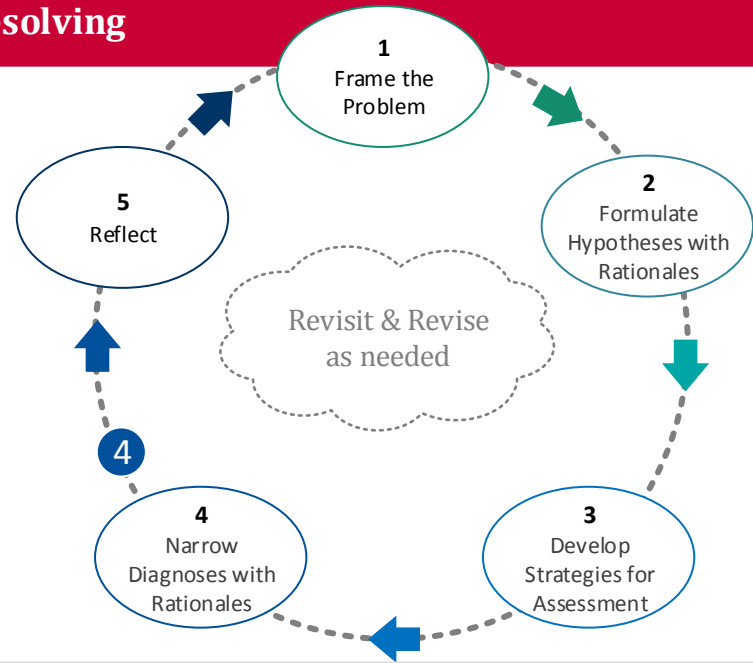 solving
1
Frame the
Problem
2
Formulate
Hypotheses with
Rationales
3
Develop
Strategies for
Assessment
4
4
Narrow
Diagnoses with
Rationales
5
Reflect
Revisit & Revise
as needed